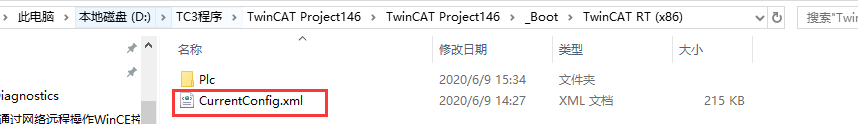 此电脑 > 本地磁盘 (D:) > TC3程序 > TwinCAT Project146 > TwinCAT Project146 > _Boot > TwinCAT RT (x86)
搜索"Twin
名称 修改日期 类型 大小
Plc 2020/6/9 15:34 文件夹
CurrentConfig.xml 2020/6/9 14:27 XML 文档 215 KB
Diagnostics
通过网络远程操作WinCE控